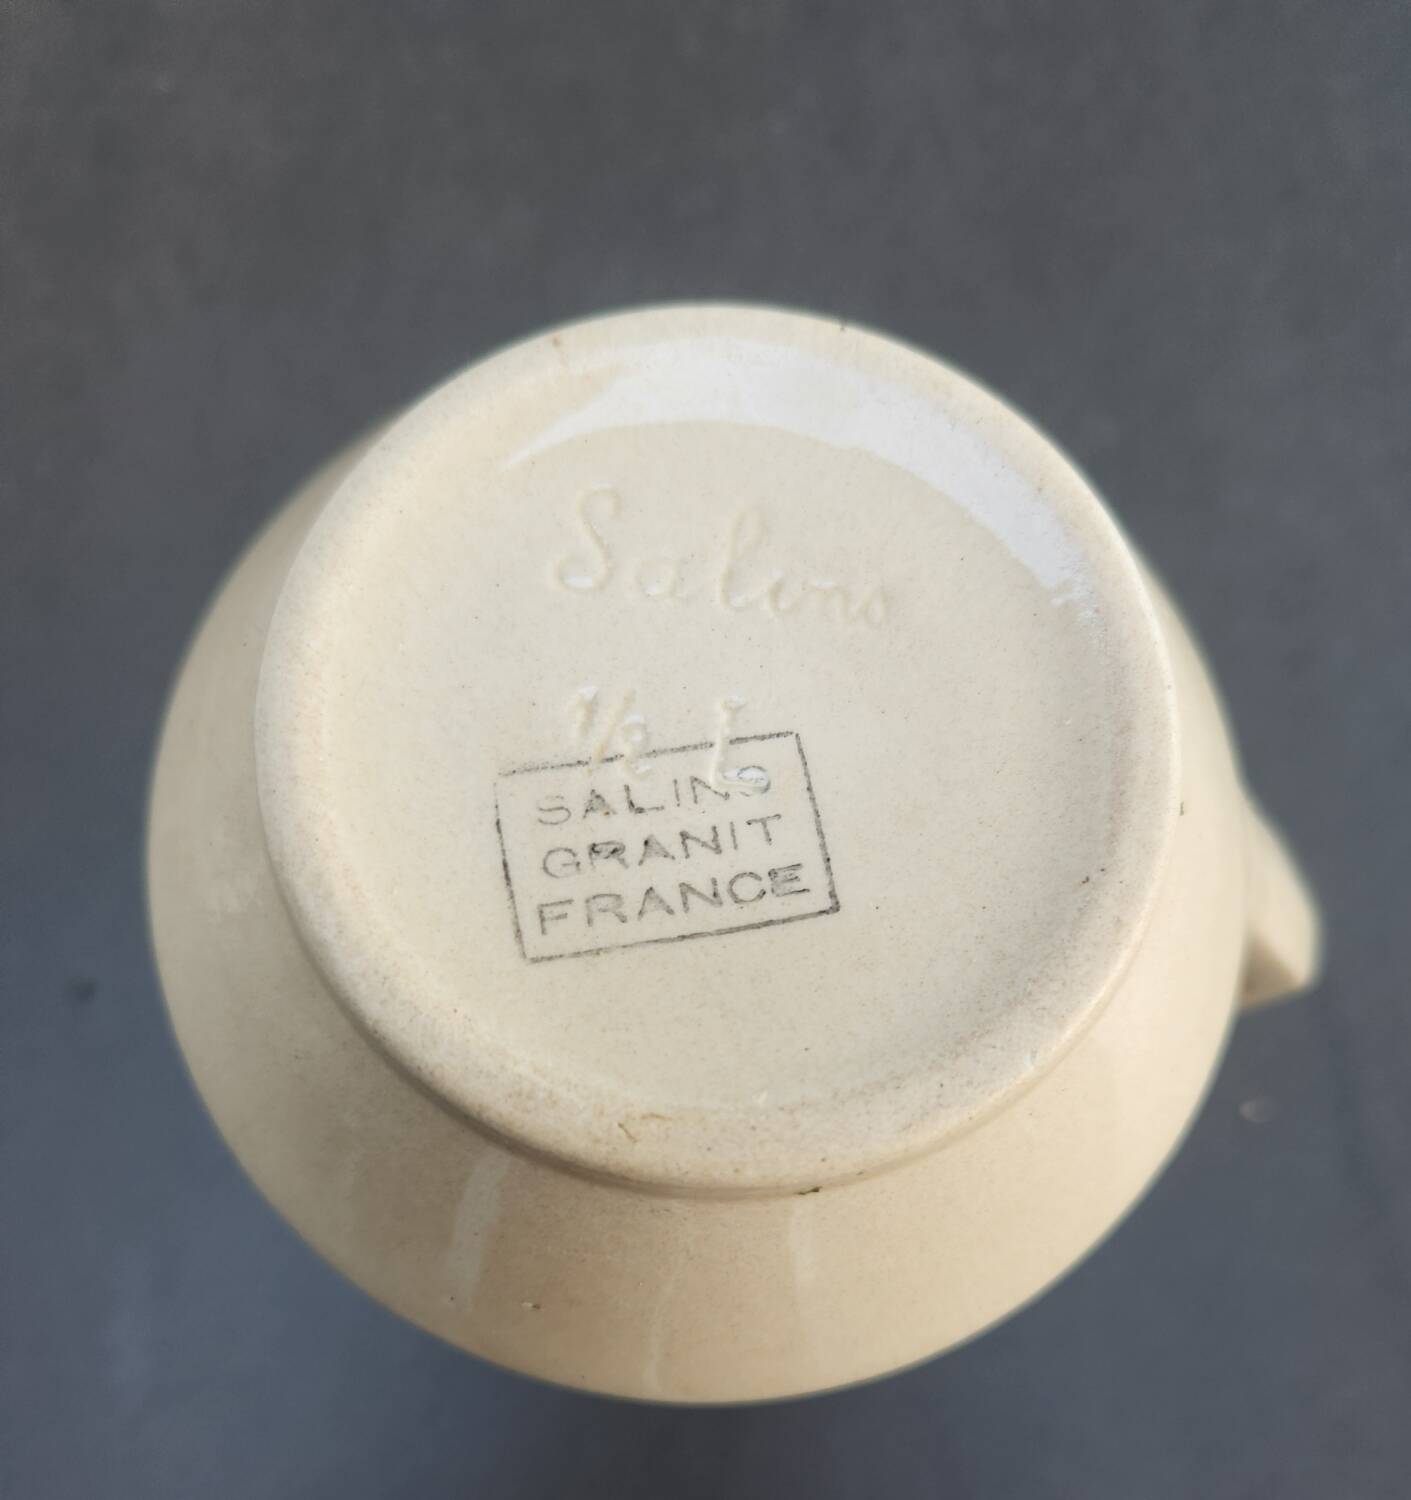 Salins
1/2 L
SALINS
GRANIT
FRANCE